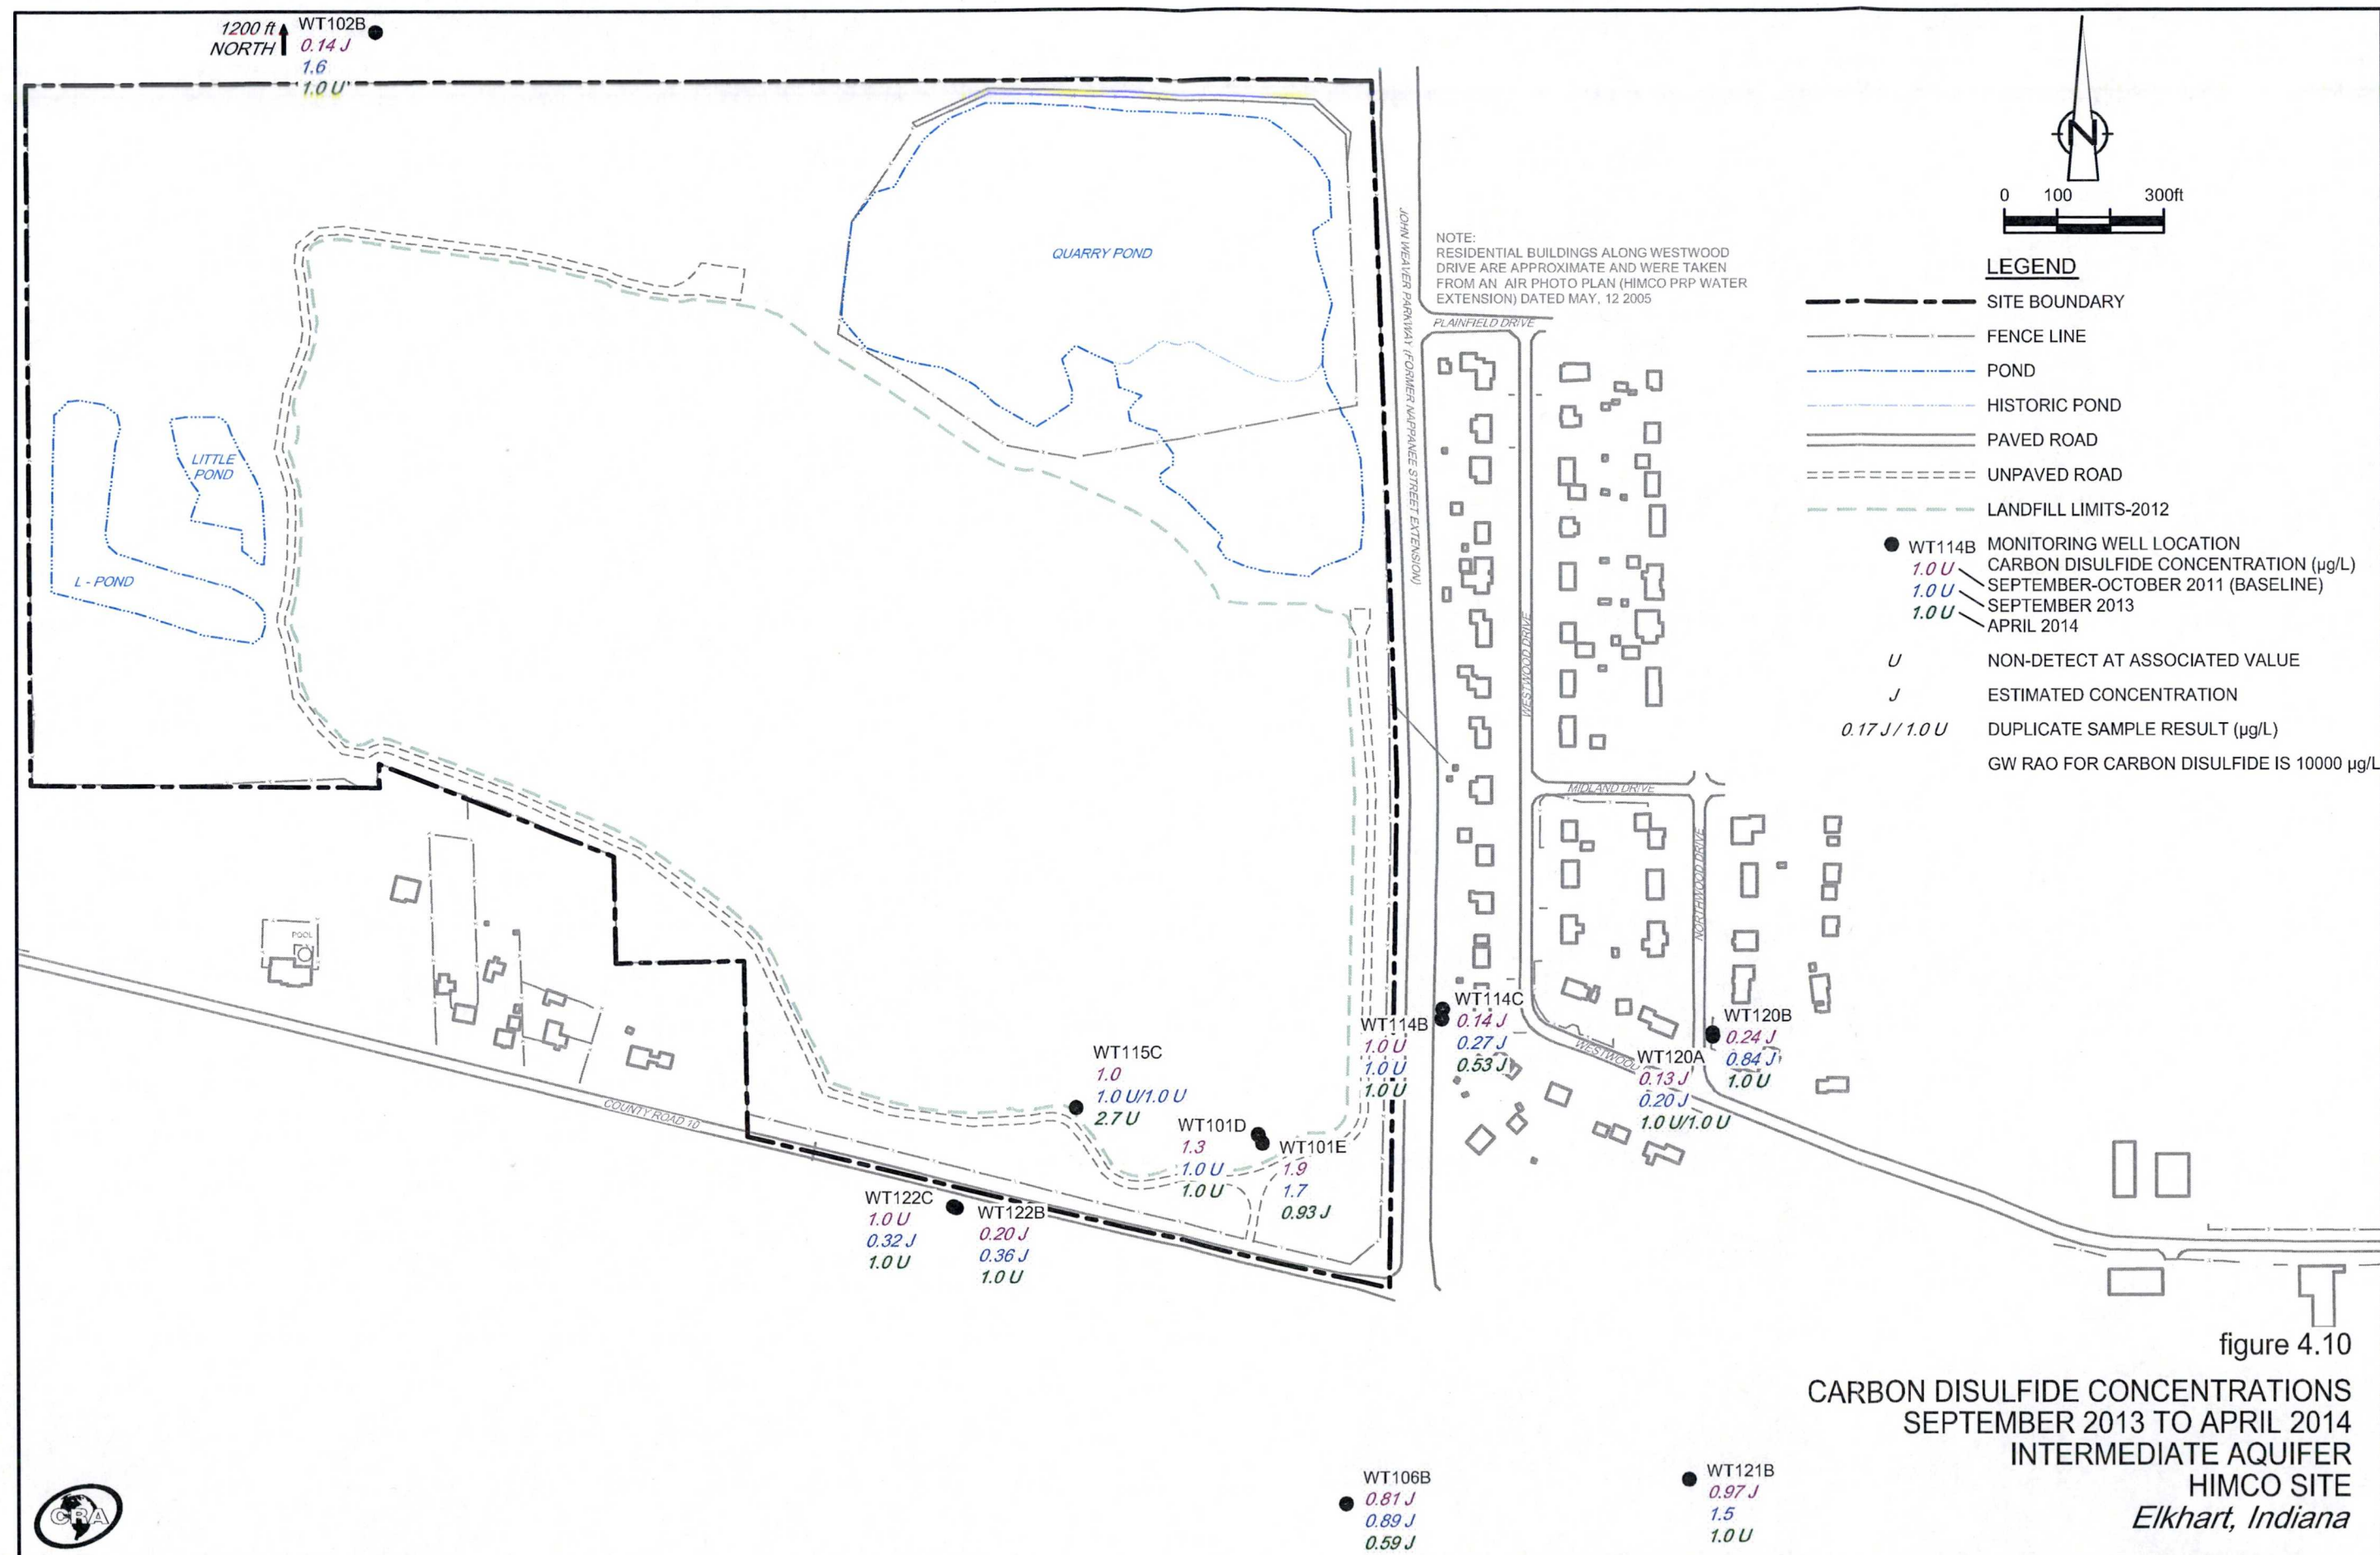 1200 ft
NORTH
WT102B
0.14 J
1.6
1.0 U
N
0 100 300ft
NOTE:
RESIDENTIAL BUILDINGS ALONG WESTWOOD
DRIVE ARE APPROXIMATE AND WERE TAKEN
FROM AN AIR PHOTO PLAN (HIMCO PRP WATER
EXTENSION) DATED MAY, 12 2005
QUARRY POND
JOHN WEAVER PARKWAY (FORMER NAPPANEE STREET EXTENSION)
PLAINFIELD DRIVE
LITTLE
POND
L - POND
WESTWOOD DRIVE
MIDLAND DRIVE
NORTHWOOD DRIVE
POOL
COUNTY ROAD 10
WESTWOOD
LEGEND
SITE BOUNDARY
FENCE LINE
POND
HISTORIC POND
PAVED ROAD
UNPAVED ROAD
LANDFILL LIMITS-2012
WT114B MONITORING WELL LOCATION
CARBON DISULFIDE CONCENTRATION (µg/L)
1.0 U SEPTEMBER-OCTOBER 2011 (BASELINE)
1.0 U SEPTEMBER 2013
1.0 U APRIL 2014
U NON-DETECT AT ASSOCIATED VALUE
J ESTIMATED CONCENTRATION
0.17 J / 1.0 U DUPLICATE SAMPLE RESULT (µg/L)
GW RAO FOR CARBON DISULFIDE IS 10000 µg/L
WT114C
0.14 J
0.27 J
0.53 J
WT114B
1.0 U
1.0 U
1.0 U
WT120B
0.24 J
0.84 J
1.0 U
WT120A
0.13 J
0.20 J
1.0 U/1.0 U
WT115C
1.0
1.0 U/1.0 U
2.7 U
WT101D
1.3
1.0 U
1.0 U
WT101E
1.9
1.7
0.93 J
WT122C
1.0 U
0.32 J
1.0 U
WT122B
0.20 J
0.36 J
1.0 U
WT106B
0.81 J
0.89 J
0.59 J
WT121B
0.97 J
1.5
1.0 U
figure 4.10
CARBON DISULFIDE CONCENTRATIONS
SEPTEMBER 2013 TO APRIL 2014
INTERMEDIATE AQUIFER
HIMCO SITE
Elkhart, Indiana
CRA